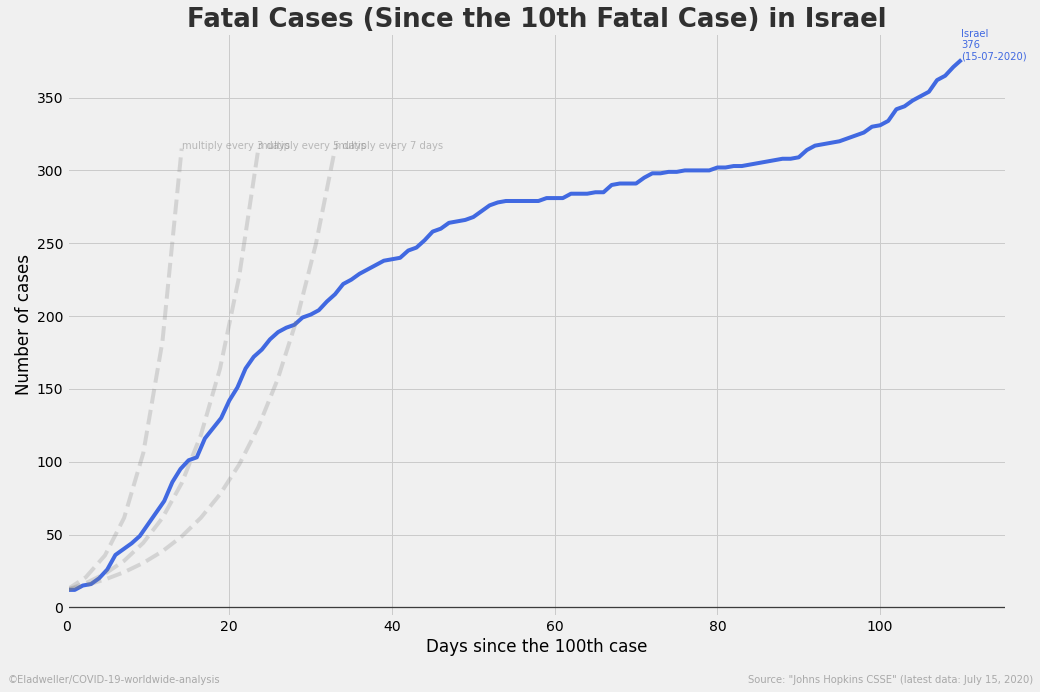 Fatal Cases (Since the 10th Fatal Case) in Israel
Israel
376
(15-07-2020)
multiply every 3 days
multiply every 5 days
multiply every 7 days
350
300
250
200
150
100
50
0
Number of cases
0 20 40 60 80 100
Days since the 100th case
©Eladweller/COVID-19-worldwide-analysis
Source: "Johns Hopkins CSSE" (latest data: July 15, 2020)